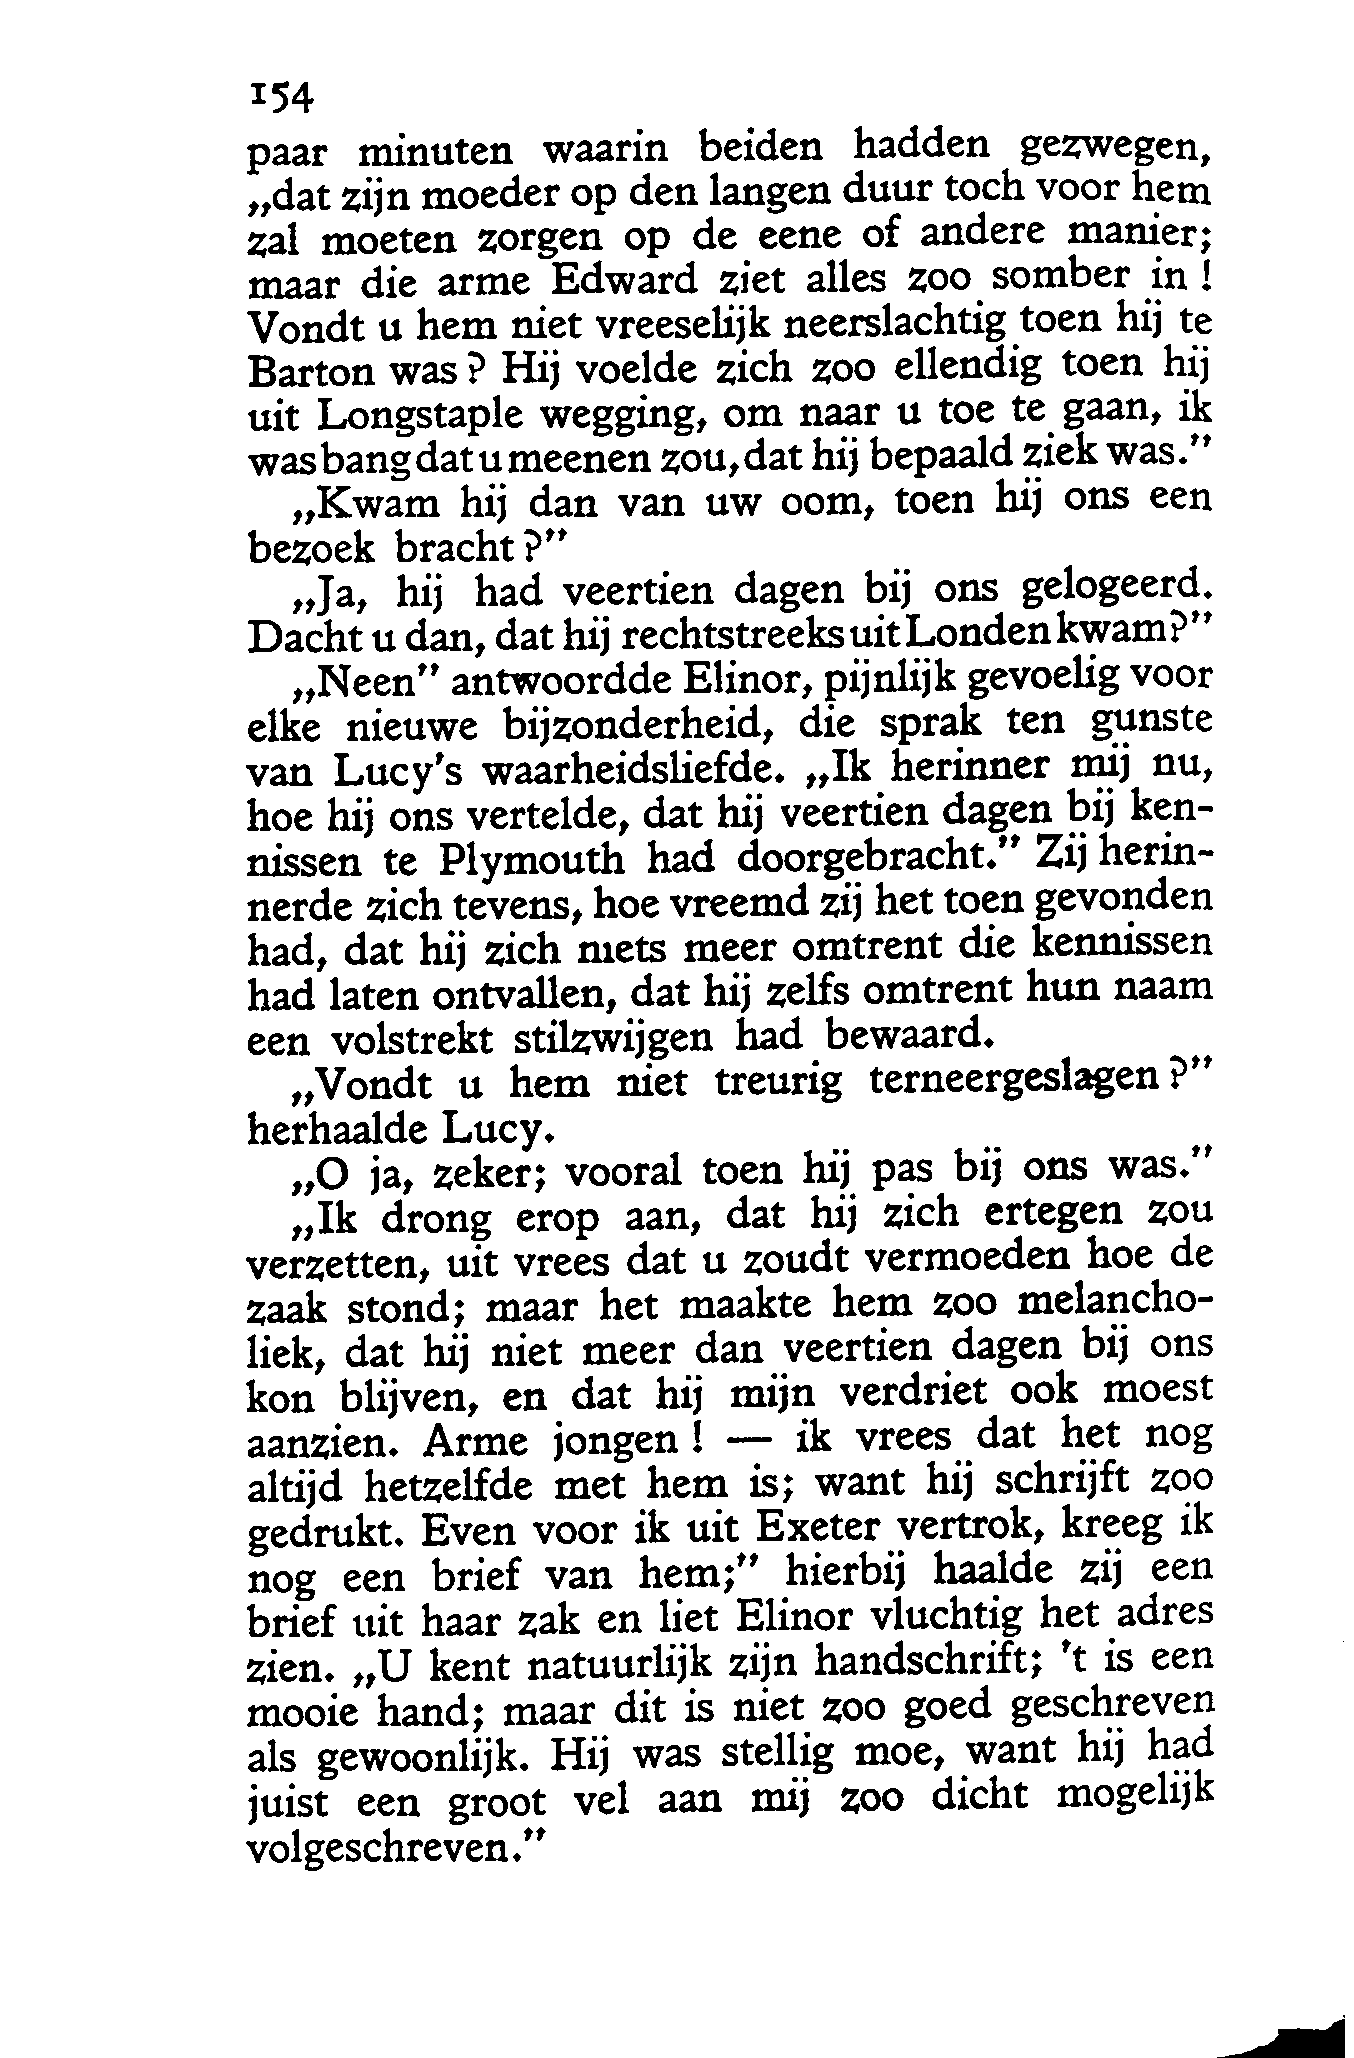 154
paar minuten waarin beiden hadden gezwegen,
„dat zijn moeder op den langen duur toch voor hem
zal moeten zorgen op de eene of andere manier;
maar die arme Edward ziet alles zoo somber in !
Vondt u hem niet vreeselijk neerslachtig toen hij te
Barton was ? Hij voelde zich zoo ellendig toen hij
uit Longstaple wegging, om naar u toe te gaan, ik
was bang dat u meenen zou, dat hij bepaald ziek was."
„Kwam hij dan van uw oom, toen hij ons een
bezoek bracht ?"
„Ja, hij had veertien dagen bij ons gelogeerd.
Dacht u dan, dat hij rechtstreeks uit Londen kwam?"
„Neen" antwoordde Elinor, pijnlijk gevoelig voor
elke nieuwe bijzonderheid, die sprak ten gunste
van Lucy's waarheidsliefde. „Ik herinner mij nu,
hoe hij ons vertelde, dat hij veertien dagen bij ken-
nissen te Plymouth had doorgebracht." Zij herin-
nerde zich tevens, hoe vreemd zij het toen gevonden
had, dat hij zich niets meer omtrent die kennissen
had laten ontvallen, dat hij zelfs omtrent hun naam
een volstrekt stilzwijgen had bewaard.
„Vondt u hem niet treurig terneergeslagen ?"
herhaalde Lucy.
„O ja, zeker; vooral toen hij pas bij ons was."
„Ik drong erop aan, dat hij zich ertegen zou
verzetten, uit vrees dat u zoudt vermoeden hoe de
zaak stond; maar het maakte hem zoo melancho-
liek, dat hij niet meer dan veertien dagen bij ons
kon blijven, en dat hij mijn verdriet ook moest
aanzien. Arme jongen ! — ik vrees dat het nog
altijd hetzelfde met hem is; want hij schrijft zoo
gedrukt. Even voor ik uit Exeter vertrok, kreeg ik
nog een brief van hem;" hierbij haalde zij een
brief uit haar zak en liet Elinor vluchtig het adres
zien. „U kent natuurlijk zijn handschrift; 't is een
mooie hand; maar dit is niet zoo goed geschreven
als gewoonlijk. Hij was stellig moe, want hij had
juist een groot vel aan mij zoo dicht mogelijk
volgeschreven."